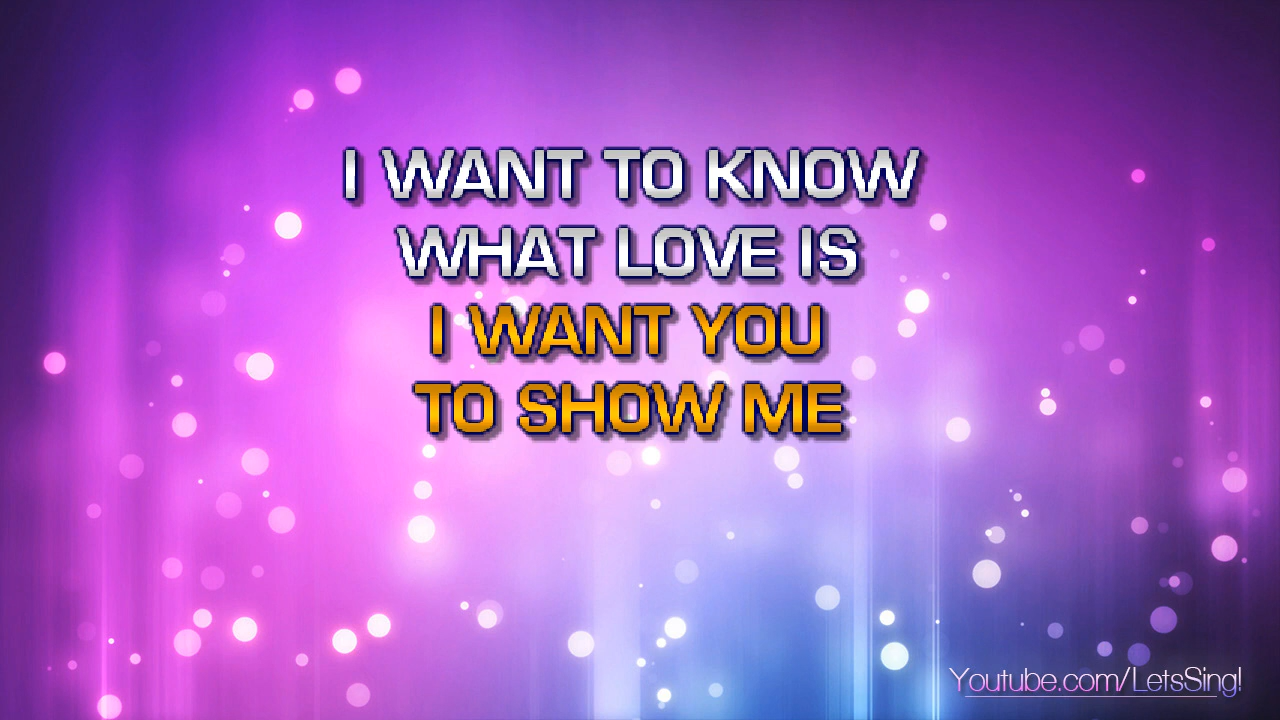 I WANT TO KNOW
WHAT LOVE IS
I WANT YOU
TO SHOW ME
Youtube.com/LetsSing!